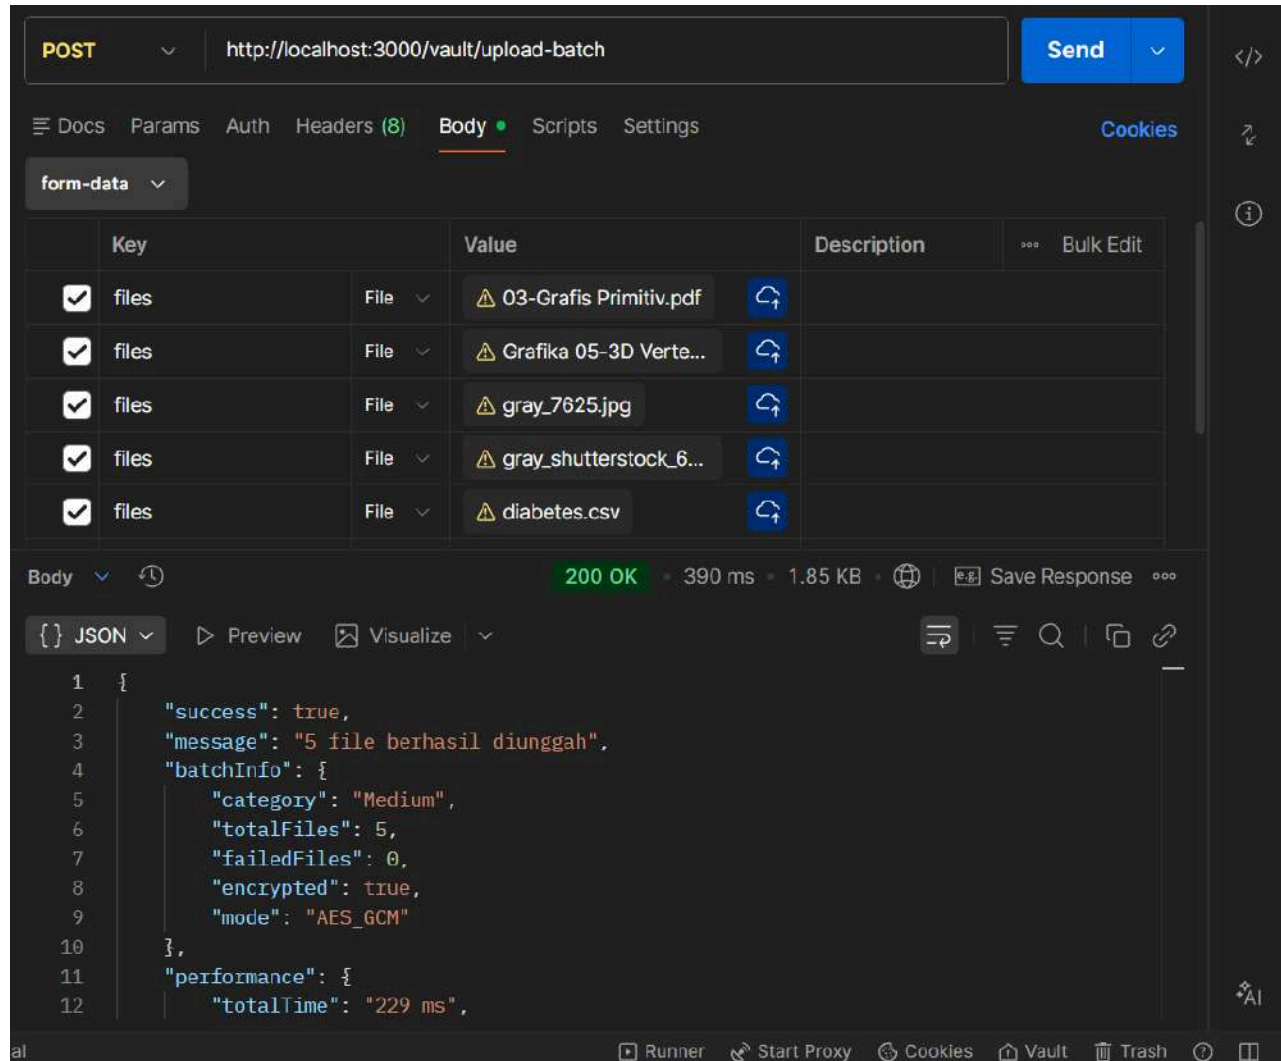 POST http://localhost:3000/vault/upload-batch Send </>
Docs Params Auth Headers (8) Body Scripts Settings Cookies
form-data
Key Value Description Bulk Edit
files File 03-Grafis Primitiv.pdf
files File Grafika 05-3D Verte...
files File gray_7625.jpg
files File gray_shutterstock_6...
files File diabetes.csv
Body 200 OK 390 ms 1.85 KB e.g. Save Response
{} JSON Preview Visualize
1 {
2 "success": true,
3 "message": "5 file berhasil diunggah",
4 "batchInfo": {
5 "category": "Medium",
6 "totalFiles": 5,
7 "failedFiles": 0,
8 "encrypted": true,
9 "mode": "AES_GCM"
10 },
11 "performance": {
12 "totalTime": "229 ms",
AI
al Runner Start Proxy Cookies Vault Trash